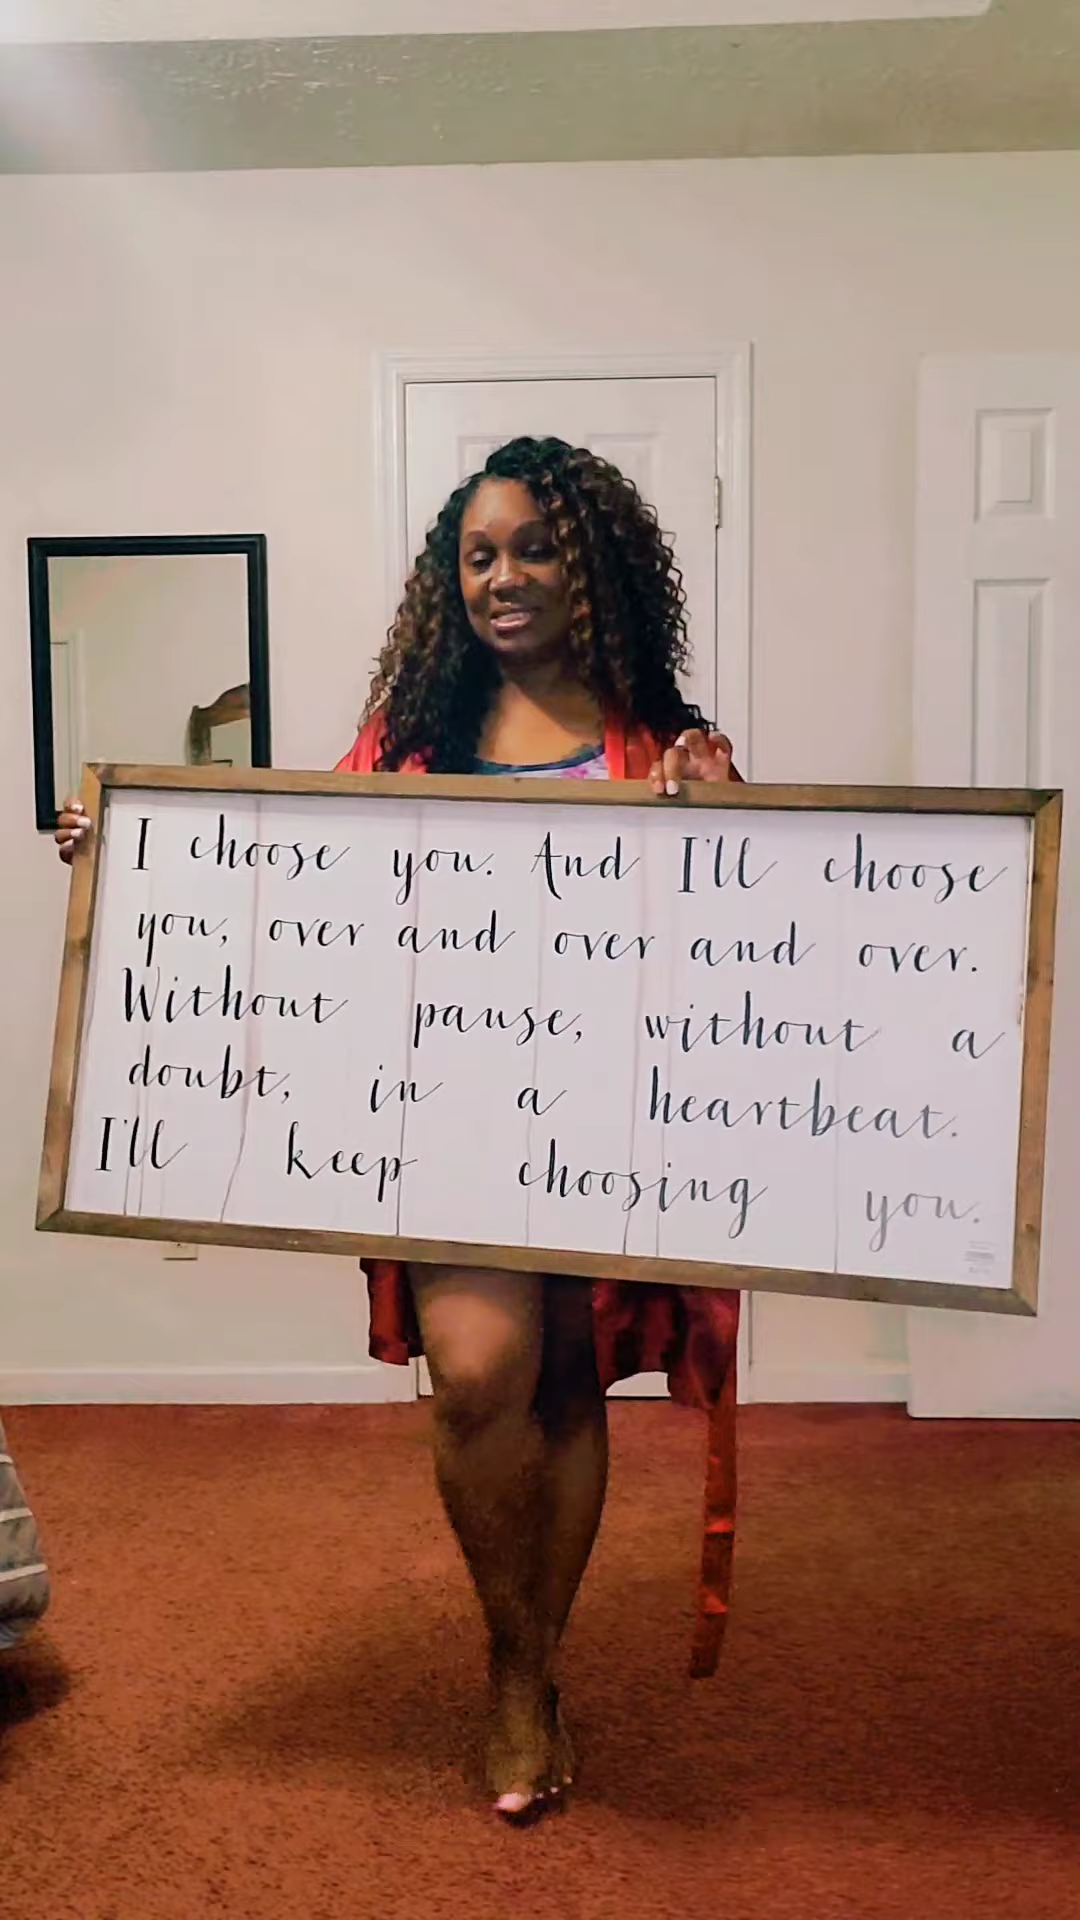 I choose you. And I'll choose
you, over and over and over.
Without pause, without a
doubt, in a heartbeat.
I'll keep choosing you.